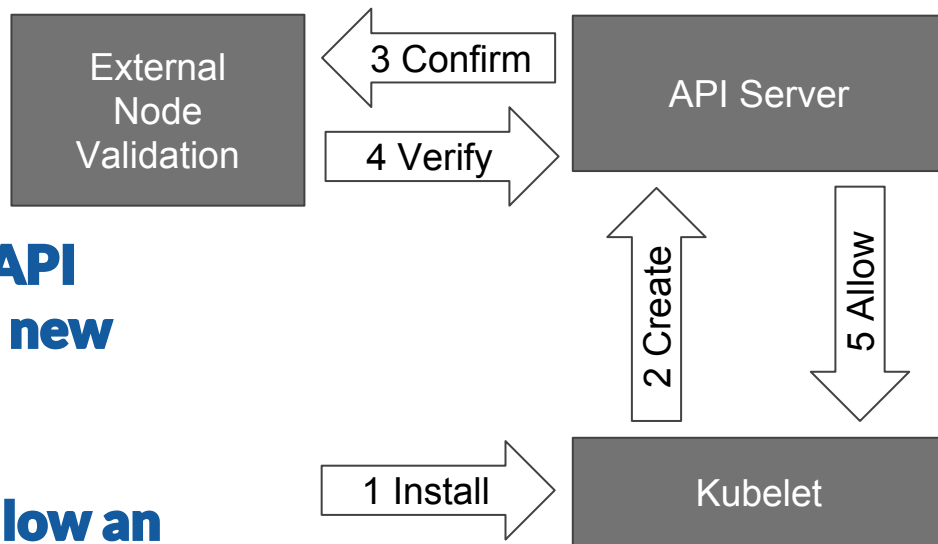 External
Node
Validation
3 Confirm
4 Verify
API Server
API
new
2 Create
5 Allow
low an
1 Install
Kubelet